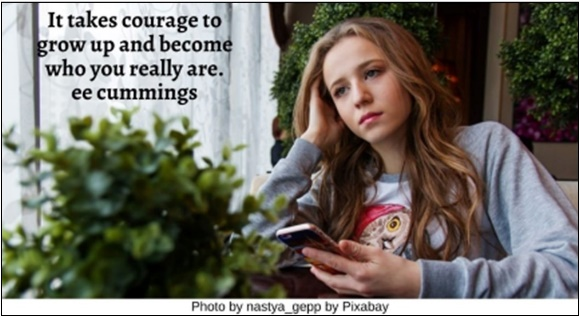 It takes courage to
grow up and become
who you really are.
ee cummings
Photo by nastya_gepp by Pixabay